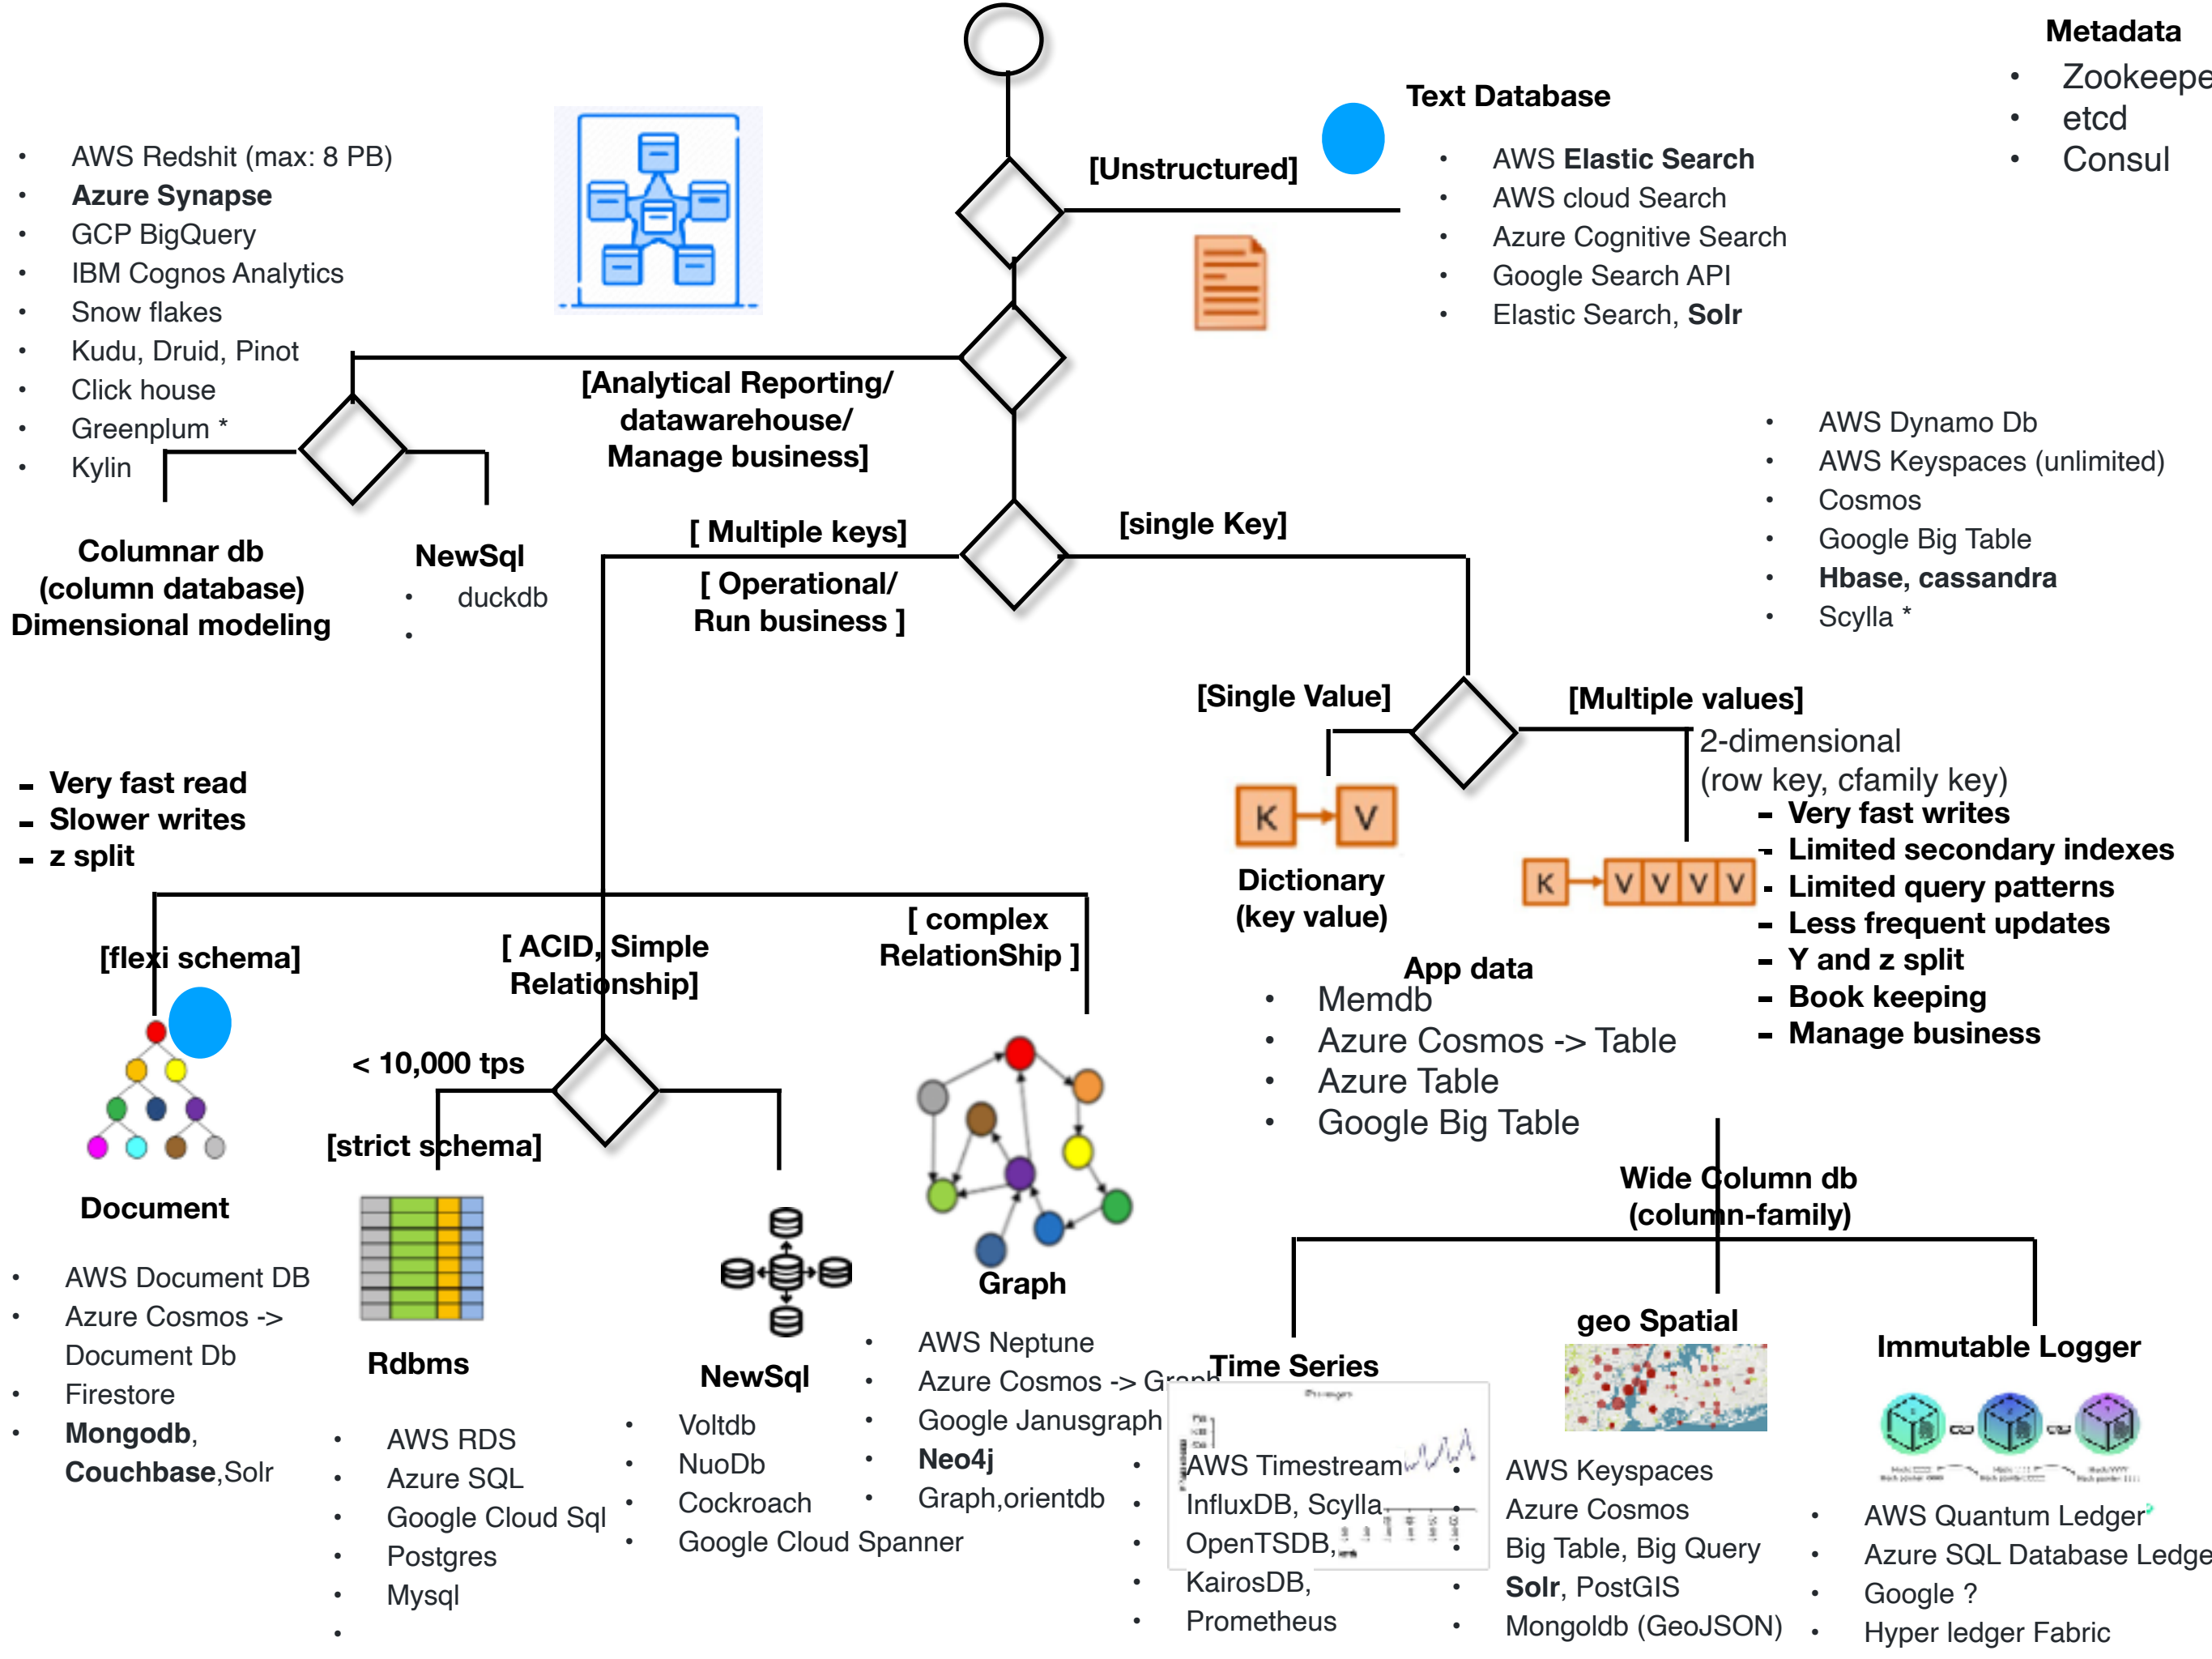 Metadata
• Zookeepe
• etcd
• Consul
Text Database
• AWS Elastic Search
• AWS cloud Search
• Azure Cognitive Search
• Google Search API
• Elastic Search, Solr
[Unstructured]
• AWS Redshit (max: 8 PB)
• Azure Synapse
• GCP BigQuery
• IBM Cognos Analytics
• Snow flakes
• Kudu, Druid, Pinot
• Click house
• Greenplum *
• Kylin
[Analytical Reporting/
datawarehouse/
Manage business]
Columnar db
(column database)
Dimensional modeling
NewSql
• duckdb
•
[ Multiple keys]
[ Operational/
Run business ]
[single Key]
• AWS Dynamo Db
• AWS Keyspaces (unlimited)
• Cosmos
• Google Big Table
• Hbase, cassandra
• Scylla *
[Single Value]
[Multiple values]
2-dimensional
(row key, cfamily key)
- Very fast writes
- Limited secondary indexes
- Limited query patterns
- Less frequent updates
- Y and z split
- Book keeping
- Manage business
K V
K V V V V
Dictionary
(key value)
App data
• Memdb
• Azure Cosmos -> Table
• Azure Table
• Google Big Table
- Very fast read
- Slower writes
- z split
[flexi schema]
[ ACID, Simple
Relationship]
[ complex
RelationShip ]
< 10,000 tps
[strict schema]
Document
• AWS Document DB
• Azure Cosmos ->
Document Db
• Firestore
• Mongodb,
Couchbase,Solr
Rdbms
• AWS RDS
• Azure SQL
• Google Cloud Sql
• Postgres
• Mysql
•
NewSql
• Voltdb
• NuoDb
• Cockroach
• Google Cloud Spanner
Graph
• AWS Neptune
• Azure Cosmos -> Graph
• Google Janusgraph
• Neo4j
• Graph,orientdb
Wide Column db
(column-family)
Time Series
• AWS Timestream
• InfluxDB, Scylla
• OpenTSDB,
• KairosDB,
• Prometheus
geo Spatial
• AWS Keyspaces
• Azure Cosmos
• Big Table, Big Query
• Solr, PostGIS
• Mongoldb (GeoJSON)
Immutable Logger
• AWS Quantum Ledger
• Azure SQL Database Ledge
• Google ?
• Hyper ledger Fabric